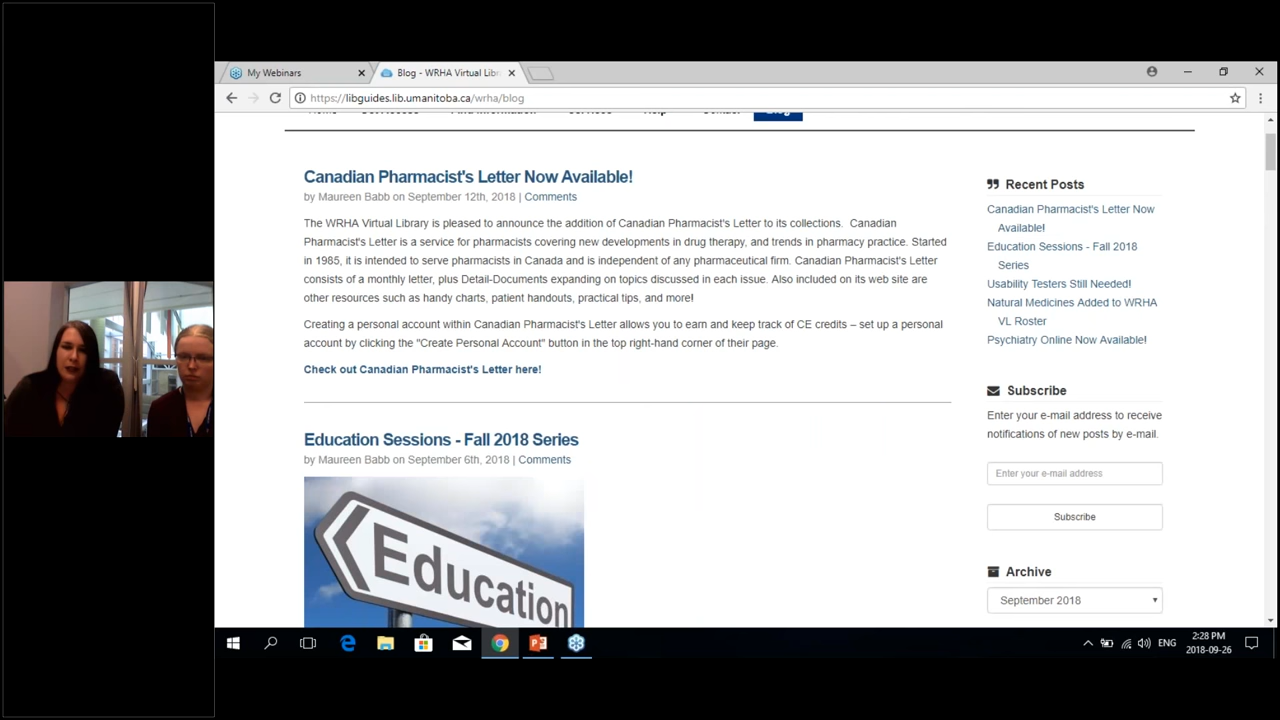 My Webinars
Blog - WRHA Virtual Libr
https://libguides.lib.umanitoba.ca/wrha/blog
Home Find Information Services Help Contact Blog
Canadian Pharmacist's Letter Now Available!
by Maureen Babb on September 12th, 2018 | Comments
The WRHA Virtual Library is pleased to announce the addition of Canadian Pharmacist's Letter to its collections. Canadian
Pharmacist's Letter is a service for pharmacists covering new developments in drug therapy, and trends in pharmacy practice. Started
in 1985, it is intended to serve pharmacists in Canada and is independent of any pharmaceutical firm. Canadian Pharmacist's Letter
consists of a monthly letter, plus Detail-Documents expanding on topics discussed in each issue. Also included on its web site are
other resources such as handy charts, patient handouts, practical tips, and more!
Creating a personal account within Canadian Pharmacist's Letter allows you to earn and keep track of CE credits – set up a personal
account by clicking the "Create Personal Account" button in the top right-hand corner of their page.
Check out Canadian Pharmacist's Letter here!
Education Sessions - Fall 2018 Series
by Maureen Babb on September 6th, 2018 | Comments
Education
Recent Posts
Canadian Pharmacist's Letter Now
Available!
Education Sessions - Fall 2018
Series
Usability Testers Still Needed!
Natural Medicines Added to WRHA
VL Roster
Psychiatry Online Now Available!
Subscribe
Enter your e-mail address to receive
notifications of new posts by e-mail.
Enter your e-mail address
Subscribe
Archive
September 2018
ENG
2:28 PM
2018-09-26